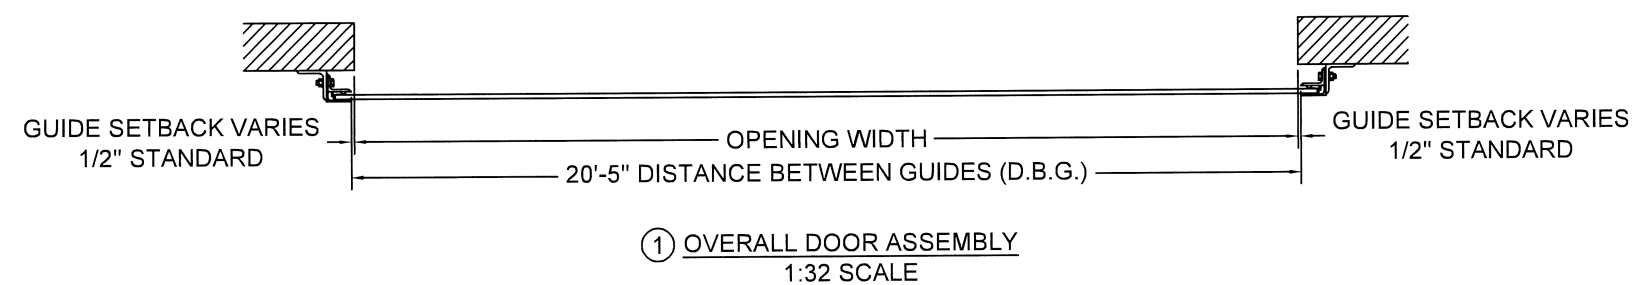 GUIDE SETBACK VARIES
1/2" STANDARD
OPENING WIDTH
20'-5" DISTANCE BETWEEN GUIDES (D.B.G.)
GUIDE SETBACK VARIES
1/2" STANDARD
1 OVERALL DOOR ASSEMBLY
1:32 SCALE